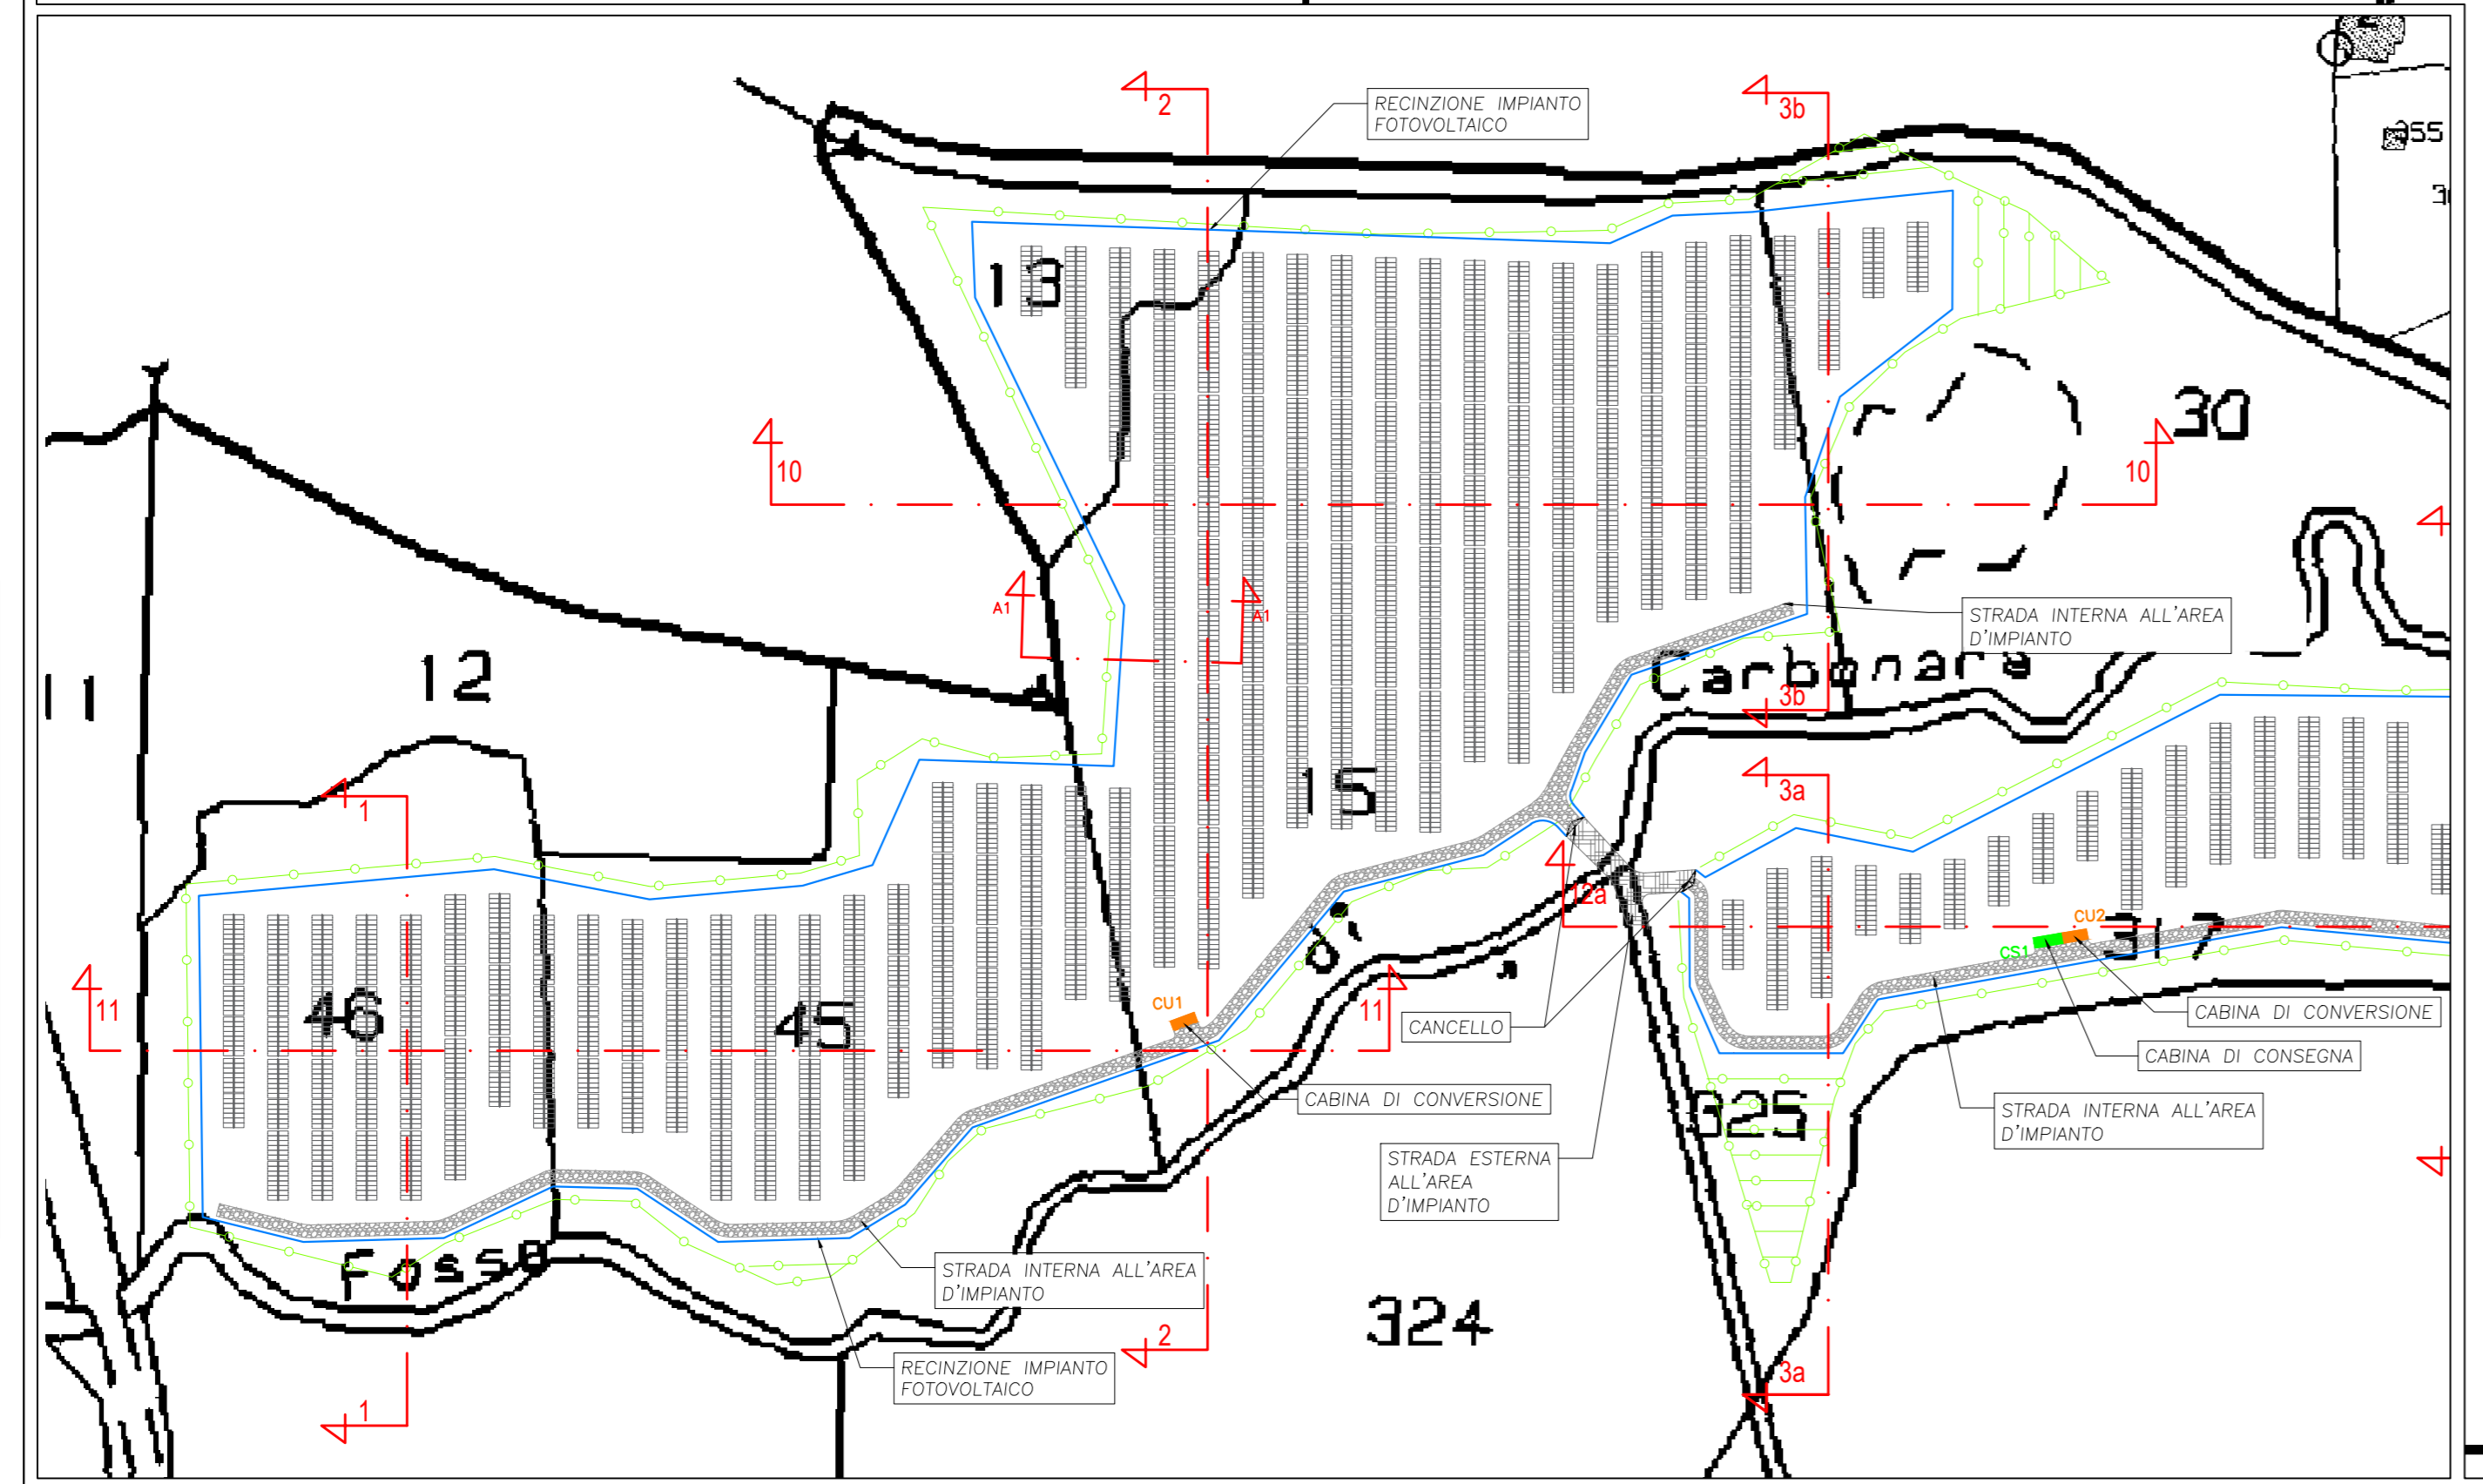 2
3b
RECINZIONE IMPIANTO
FOTOVOLTAICO
13
30
10
10
A1
A1
STRADA INTERNA ALL'AREA
D'IMPIANTO
Carbonara
3b
11
12
15
3a
1
12a
CU2
317
CS1
46
45
11
11
CU1
CANCELLO
CABINA DI CONVERSIONE
CABINA DI CONSEGNA
CABINA DI CONVERSIONE
325
STRADA INTERNA ALL'AREA
D'IMPIANTO
STRADA ESTERNA
ALL'AREA
D'IMPIANTO
Fosso
STRADA INTERNA ALL'AREA
D'IMPIANTO
324
2
RECINZIONE IMPIANTO
FOTOVOLTAICO
3a
1